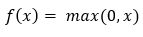 f(x) = max(0, x)